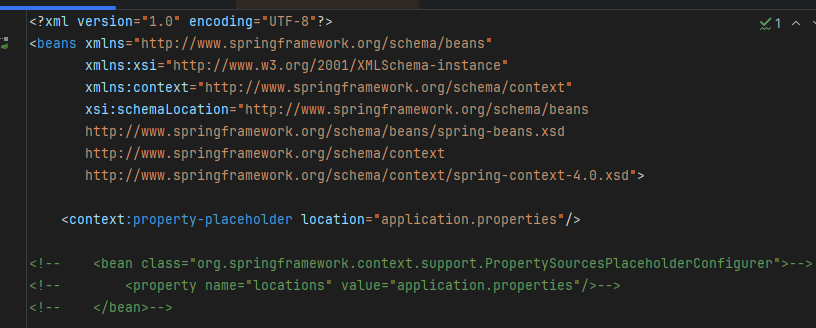 <?xml version="1.0" encoding="UTF-8"?>
1
<beans xmlns="http://www.springframework.org/schema/beans"
       xmlns:xsi="http://www.w3.org/2001/XMLSchema-instance"
       xmlns:context="http://www.springframework.org/schema/context"
       xsi:schemaLocation="http://www.springframework.org/schema/beans
       http://www.springframework.org/schema/beans/spring-beans.xsd
       http://www.springframework.org/schema/context
       http://www.springframework.org/schema/context/spring-context-4.0.xsd">
    <context:property-placeholder location="application.properties"/>
<!--    <bean class="org.springframework.context.support.PropertySourcesPlaceholderConfigurer">-->
<!--        <property name="locations" value="application.properties"/>-->
<!--    </bean>-->